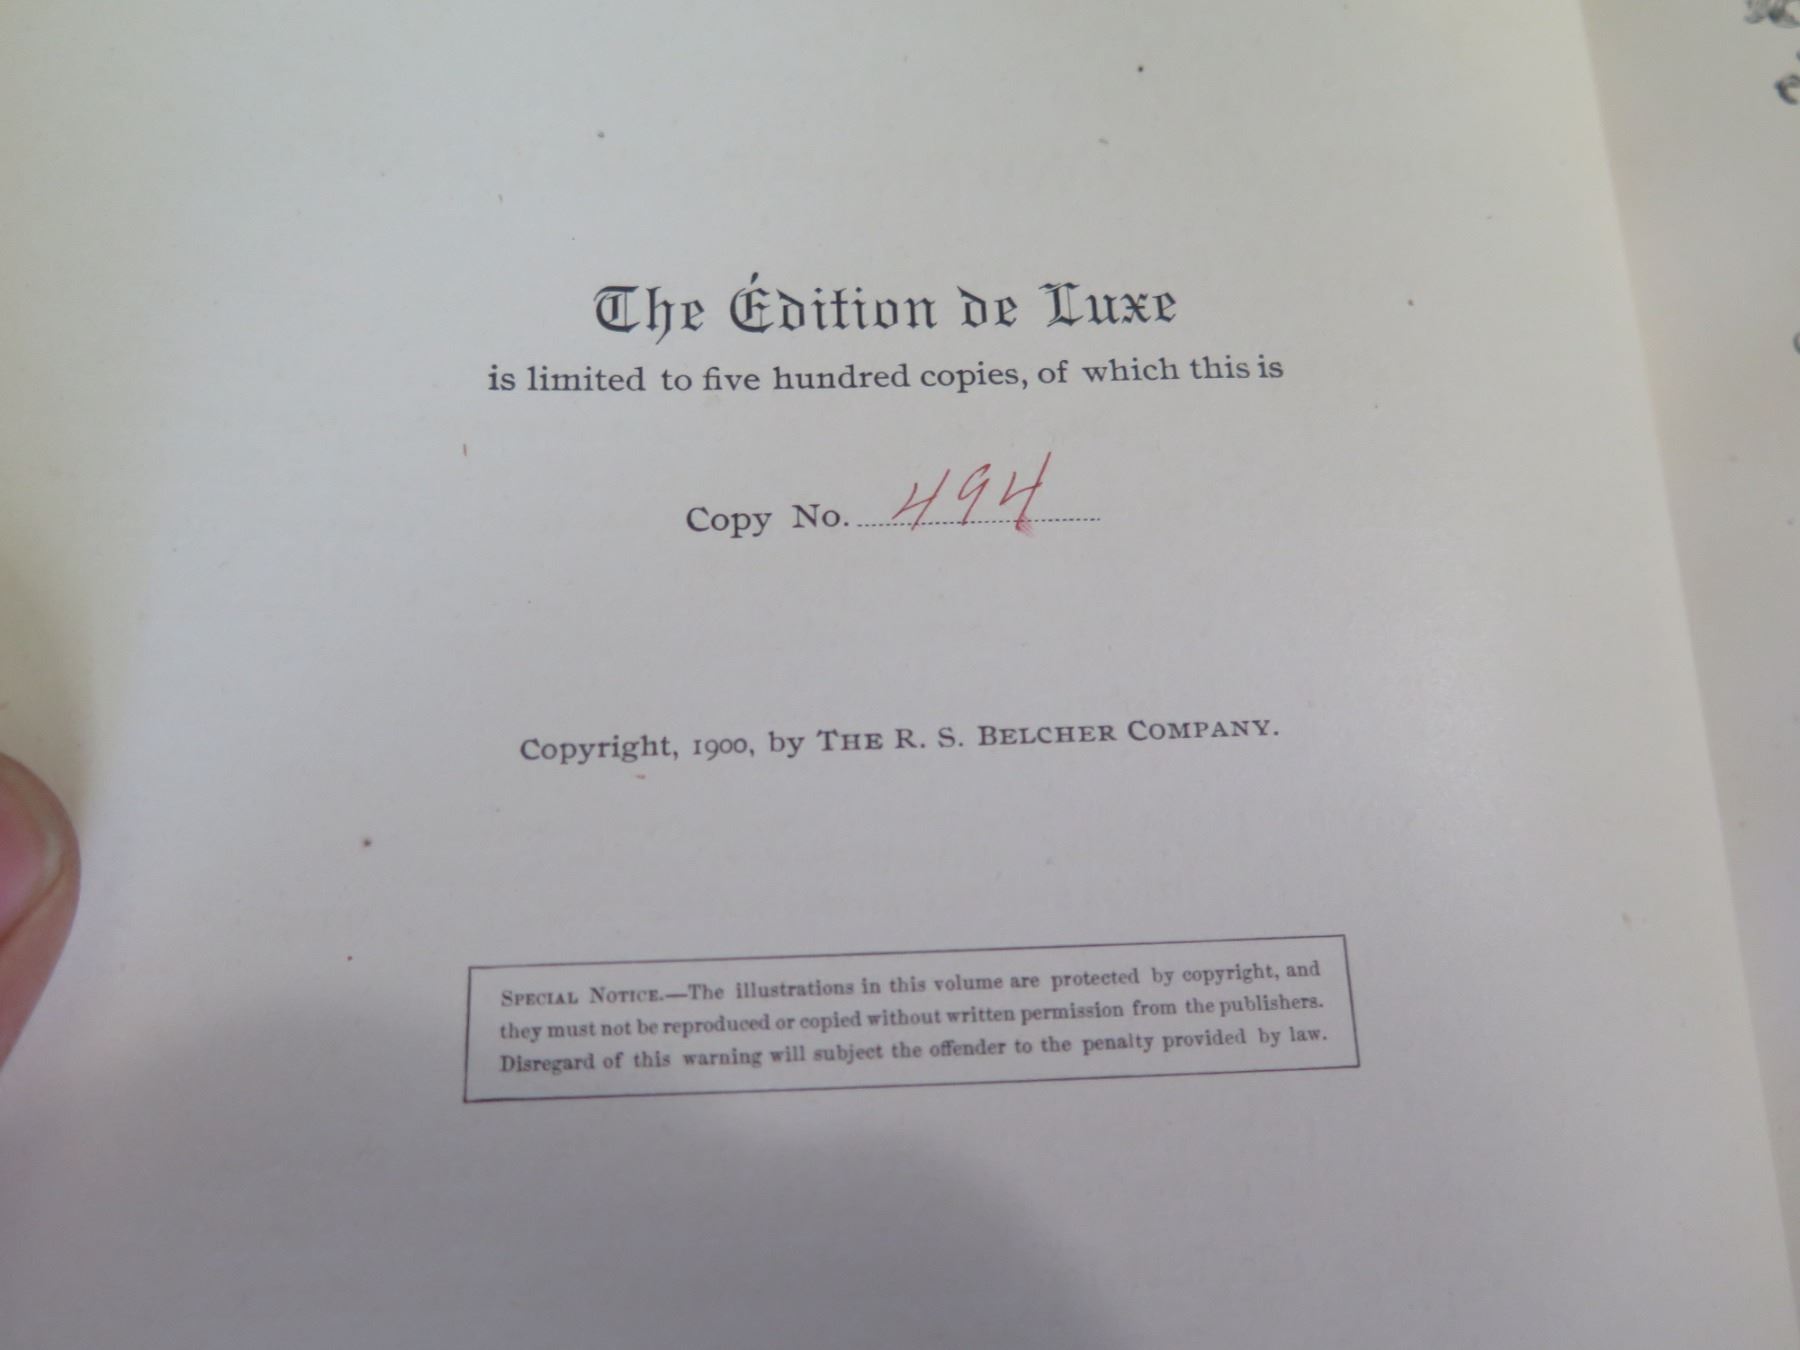 The Édition de Luxe
is limited to five hundred copies, of which this is
Copy No. 494
Copyright, 1900, by THE R. S. BELCHER COMPANY.
SPECIAL NOTICE.—The illustrations in this volume are protected by copyright, and
they must not be reproduced or copied without written permission from the publishers.
Disregard of this warning will subject the offender to the penalty provided by law.